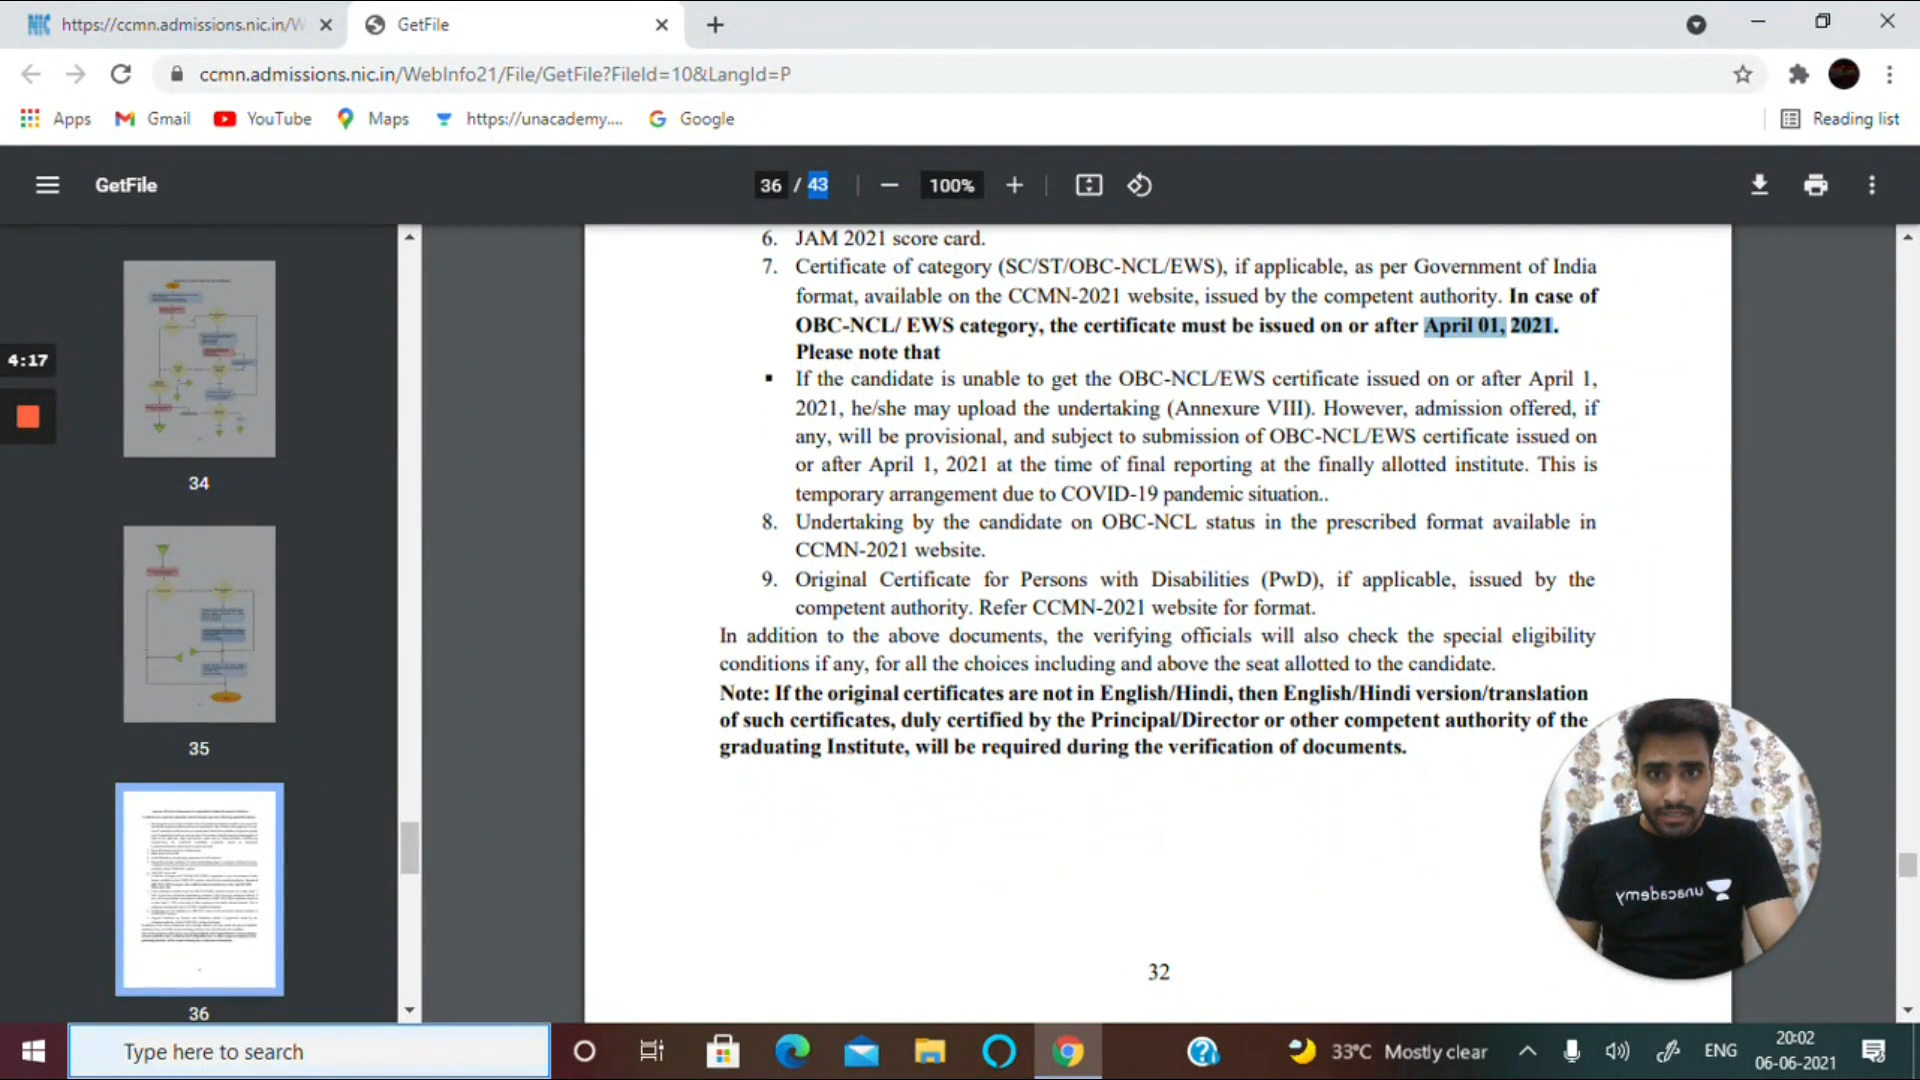 https://ccmn.admissions.nic.in/W
GetFile
ccmn.admissions.nic.in/WebInfo21/File/GetFile?FileId=10&LangId=P
Apps
Gmail
YouTube
Maps
https://unacademy....
Google
Reading list
GetFile
36 / 43
100%
6. JAM 2021 score card.
7. Certificate of category (SC/ST/OBC-NCL/EWS), if applicable, as per Government of India
format, available on the CCMN-2021 website, issued by the competent authority. In case of
OBC-NCL/ EWS category, the certificate must be issued on or after April 01, 2021.
Please note that
▪ If the candidate is unable to get the OBC-NCL/EWS certificate issued on or after April 1,
2021, he/she may upload the undertaking (Annexure VIII). However, admission offered, if
any, will be provisional, and subject to submission of OBC-NCL/EWS certificate issued on
or after April 1, 2021 at the time of final reporting at the finally allotted institute. This is
temporary arrangement due to COVID-19 pandemic situation..
8. Undertaking by the candidate on OBC-NCL status in the prescribed format available in
CCMN-2021 website.
9. Original Certificate for Persons with Disabilities (PwD), if applicable, issued by the
competent authority. Refer CCMN-2021 website for format.
In addition to the above documents, the verifying officials will also check the special eligibility
conditions if any, for all the choices including and above the seat allotted to the candidate.
Note: If the original certificates are not in English/Hindi, then English/Hindi version/translation
of such certificates, duly certified by the Principal/Director or other competent authority of the
graduating Institute, will be required during the verification of documents.
32
4:17
34
35
36
unacademy
Type here to search
33°C Mostly clear
ENG
20:02
06-06-2021